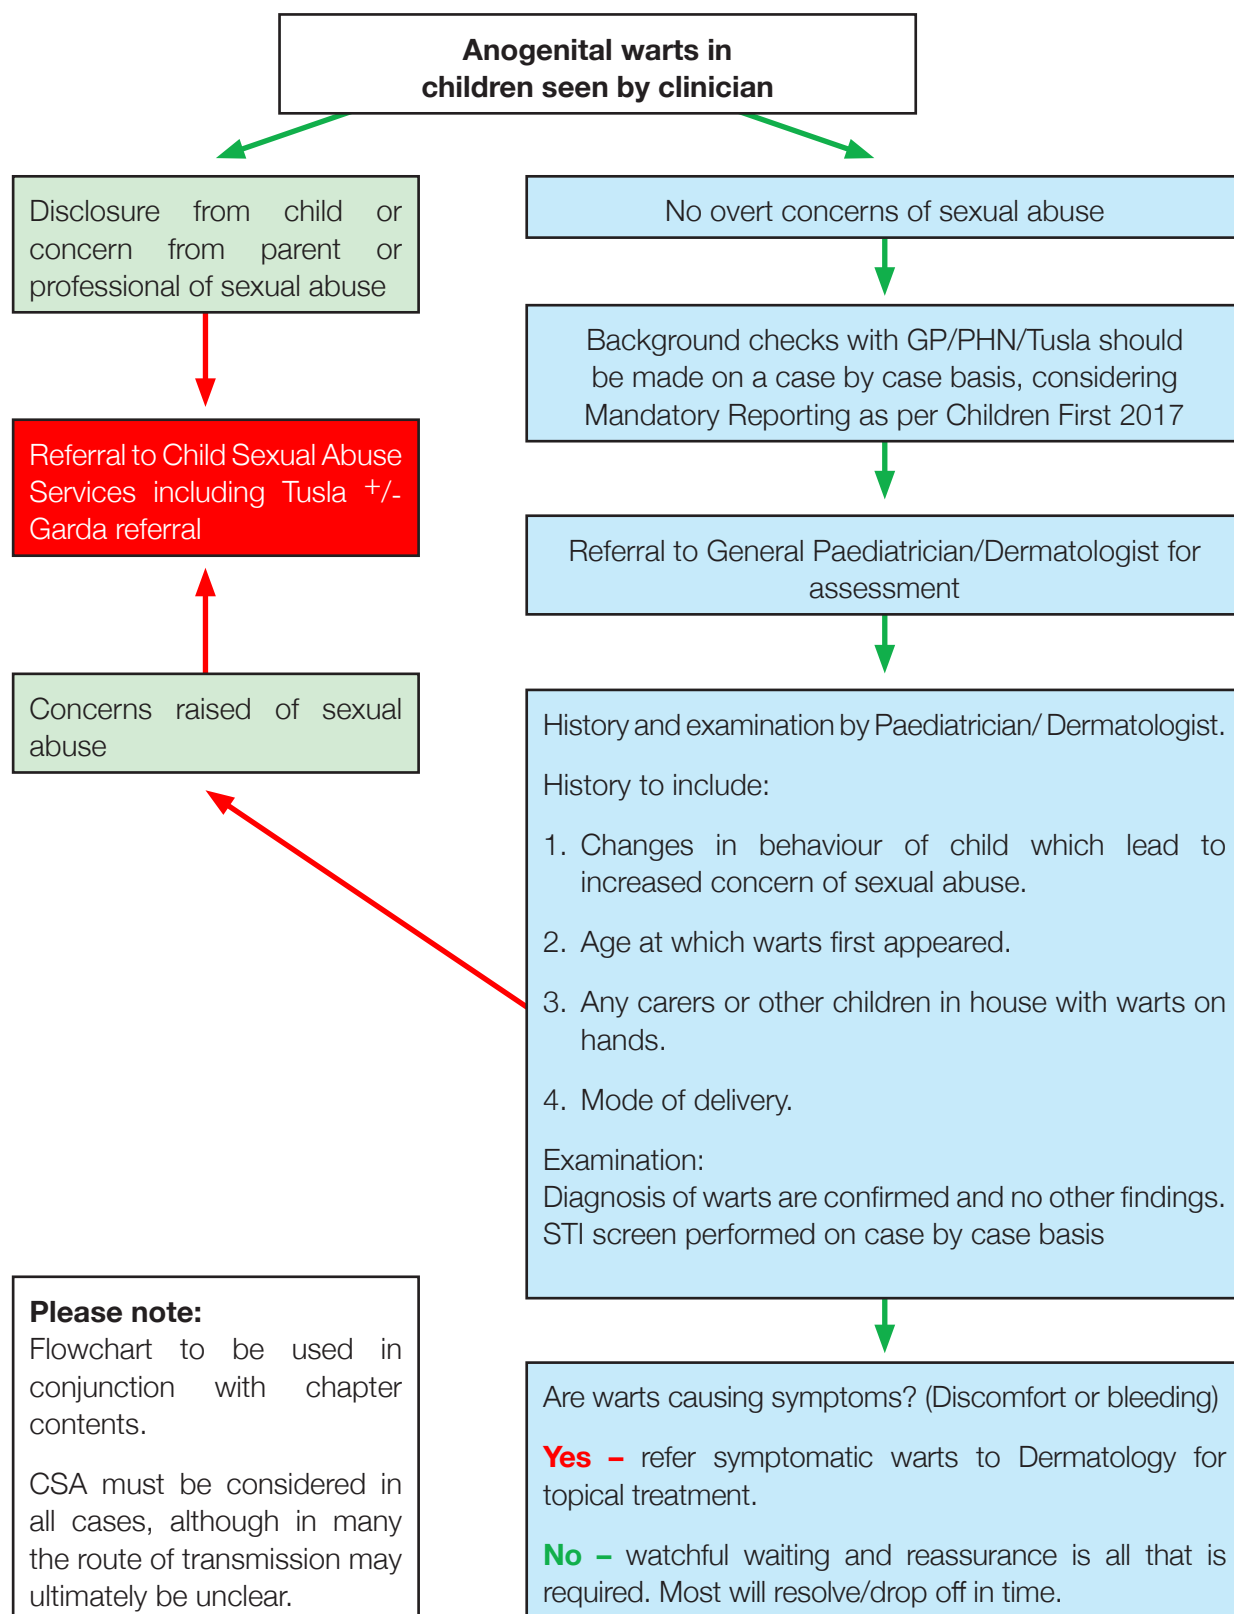 Anogenital warts in
children seen by clinician
Disclosure from child or
concern from parent or
professional of sexual abuse
No overt concerns of sexual abuse
Background checks with GP/PHN/Tusla should
be made on a case by case basis, considering
Mandatory Reporting as per Children First 2017
Referral to Child Sexual Abuse
Services including Tusla +/-
Garda referral
Referral to General Paediatrician/Dermatologist for
assessment
Concerns raised of sexual
abuse
History and examination by Paediatrician/ Dermatologist.
History to include:
1. Changes in behaviour of child which lead to
increased concern of sexual abuse.
2. Age at which warts first appeared.
3. Any carers or other children in house with warts on
hands.
4. Mode of delivery.
Examination:
Diagnosis of warts are confirmed and no other findings.
STI screen performed on case by case basis
Please note:
Flowchart to be used in
conjunction with chapter
contents.
CSA must be considered in
all cases, although in many
the route of transmission may
ultimately be unclear.
Are warts causing symptoms? (Discomfort or bleeding)
Yes – refer symptomatic warts to Dermatology for
topical treatment.
No – watchful waiting and reassurance is all that is
required. Most will resolve/drop off in time.